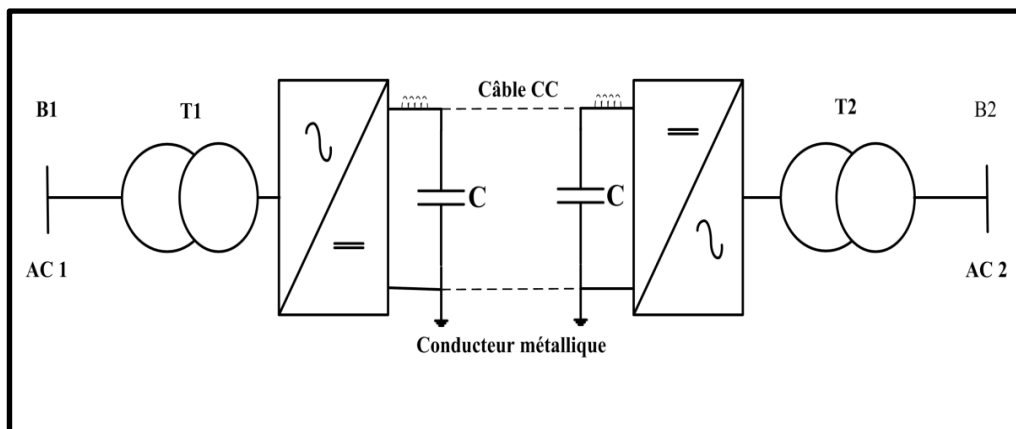 Câble CC
B1
T1
T2
B2
C
C
AC 1
AC 2
Conducteur métallique